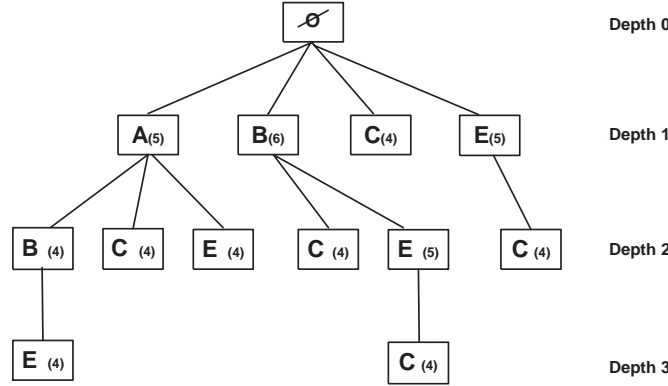 Ø Depth 0
A(5) B(6) C(4) E(5) Depth 1
B (4) C (4) E (4) C (4) E (5) C (4) Depth 2
E (4) C (4) Depth 3